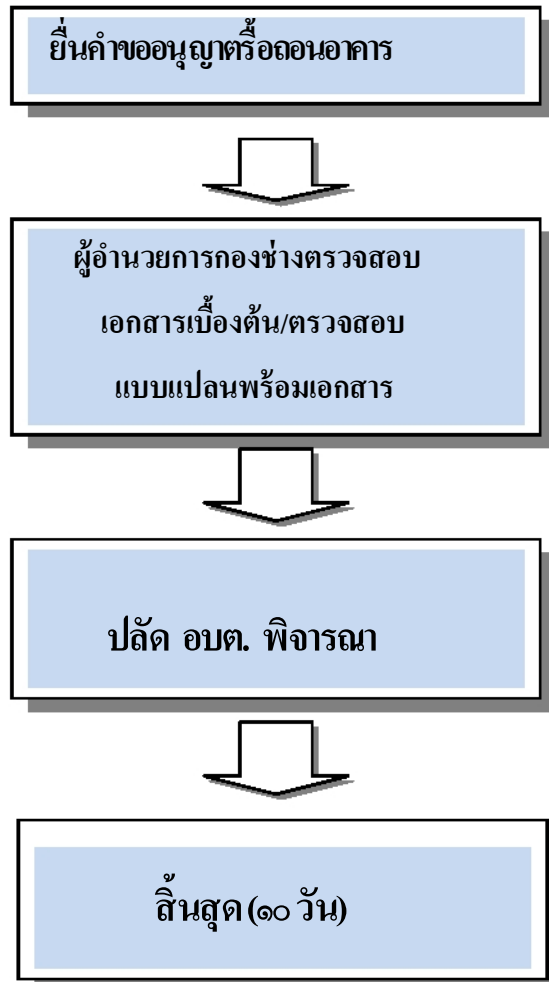 ยื่นคำขออนุญาตรื้อถอนอาคาร
ผู้อำนวยการกองช่างตรวจสอบ
เอกสารเบื้องต้น/ตรวจสอบ
แบบแปลนพร้อมเอกสาร
ปลัด อบต. พิจารณา
สิ้นสุด (๑๐ วัน)